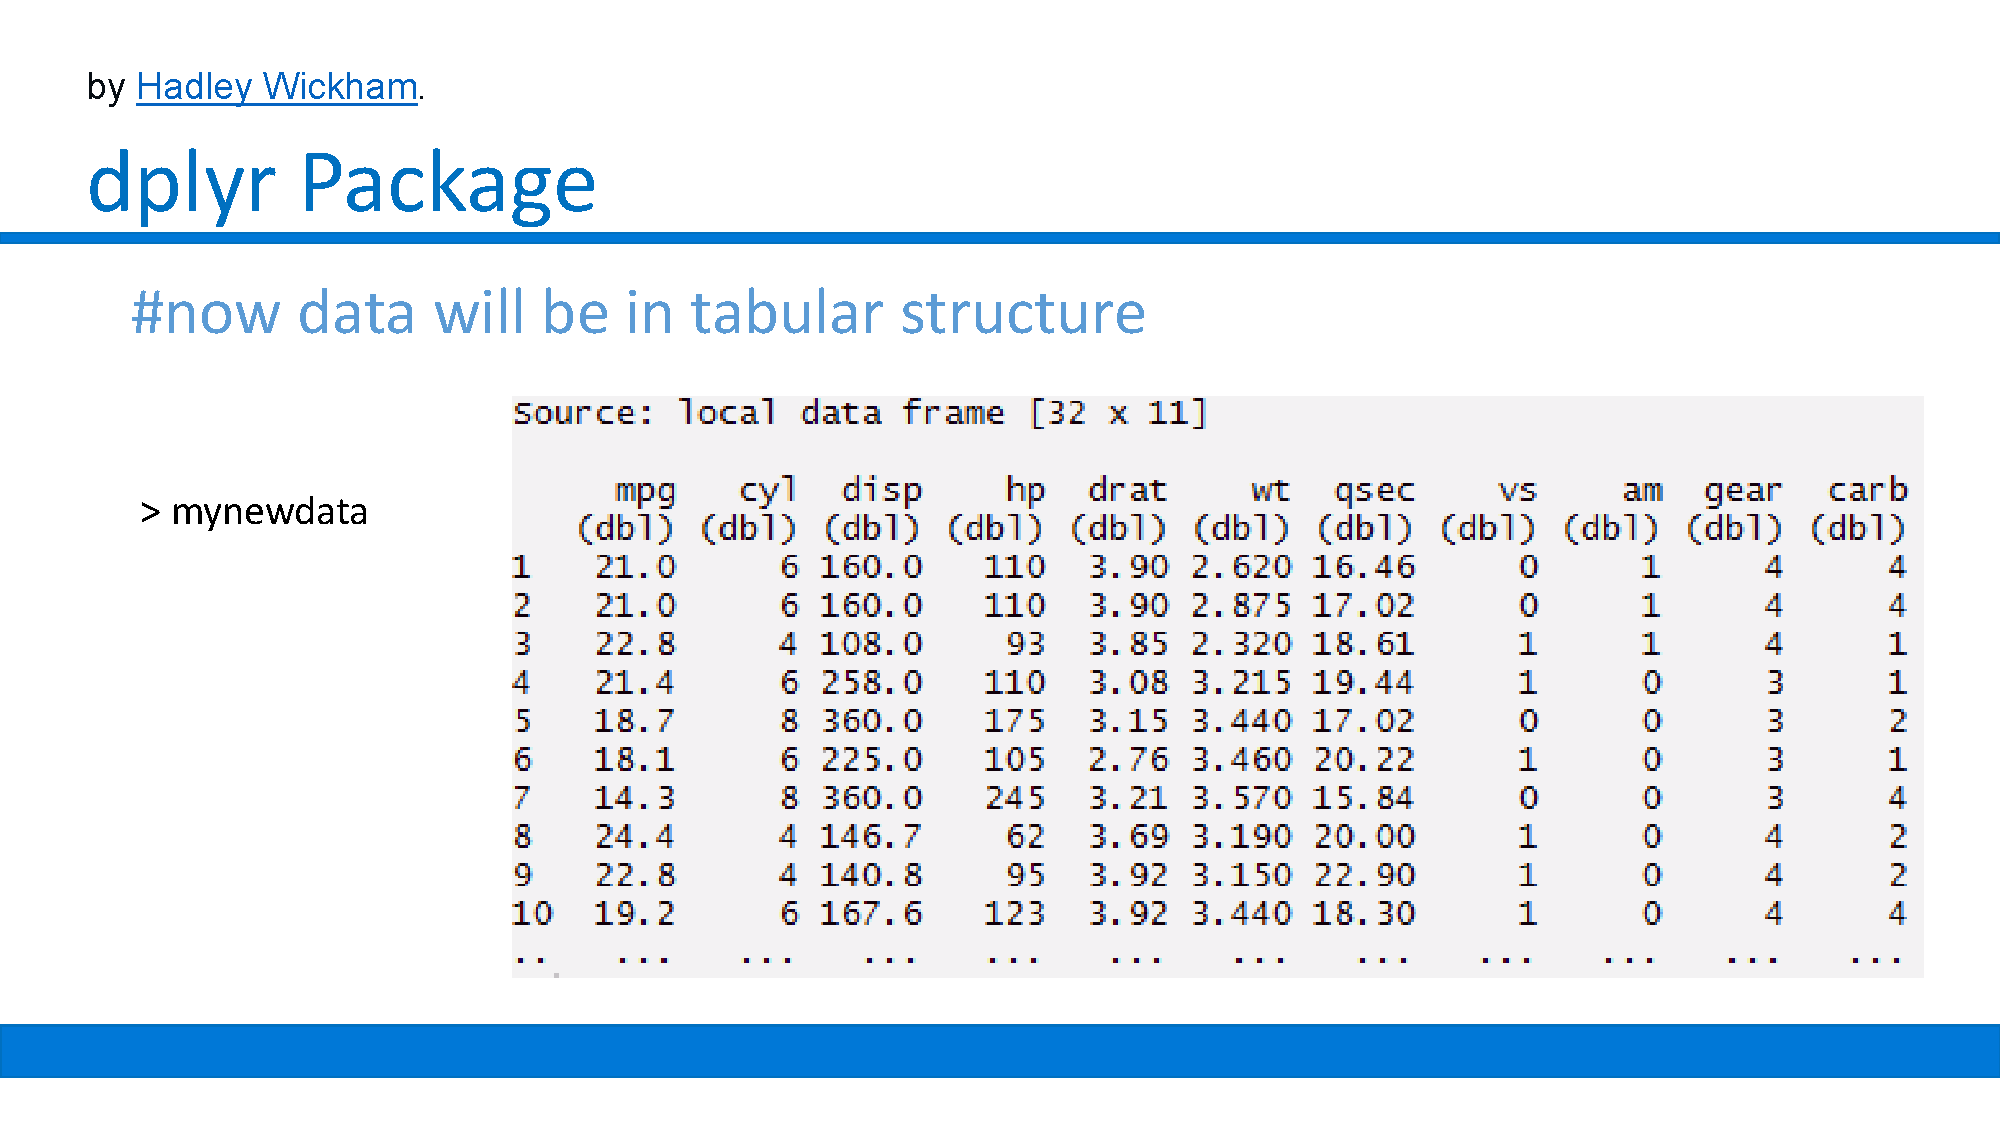 by Hadley Wickham.
dplyr Package
#now data will be in tabular structure
> mynewdata
Source: local data frame [32 x 11]
mpg cyl disp hp drat wt qsec vs am gear carb
(dbl) (dbl) (dbl) (dbl) (dbl) (dbl) (dbl) (dbl) (dbl) (dbl) (dbl)
1 21.0 6 160.0 110 3.90 2.620 16.46 0 1 4 4
2 21.0 6 160.0 110 3.90 2.875 17.02 0 1 4 4
3 22.8 4 108.0 93 3.85 2.320 18.61 1 1 4 1
4 21.4 6 258.0 110 3.08 3.215 19.44 1 0 3 1
5 18.7 8 360.0 175 3.15 3.440 17.02 0 0 3 2
6 18.1 6 225.0 105 2.76 3.460 20.22 1 0 3 1
7 14.3 8 360.0 245 3.21 3.570 15.84 0 0 3 4
8 24.4 4 146.7 62 3.69 3.190 20.00 1 0 4 2
9 22.8 4 140.8 95 3.92 3.150 22.90 1 0 4 2
10 19.2 6 167.6 123 3.92 3.440 18.30 1 0 4 4
.. ... ... ... ... ... ... ... ... ... ... ...